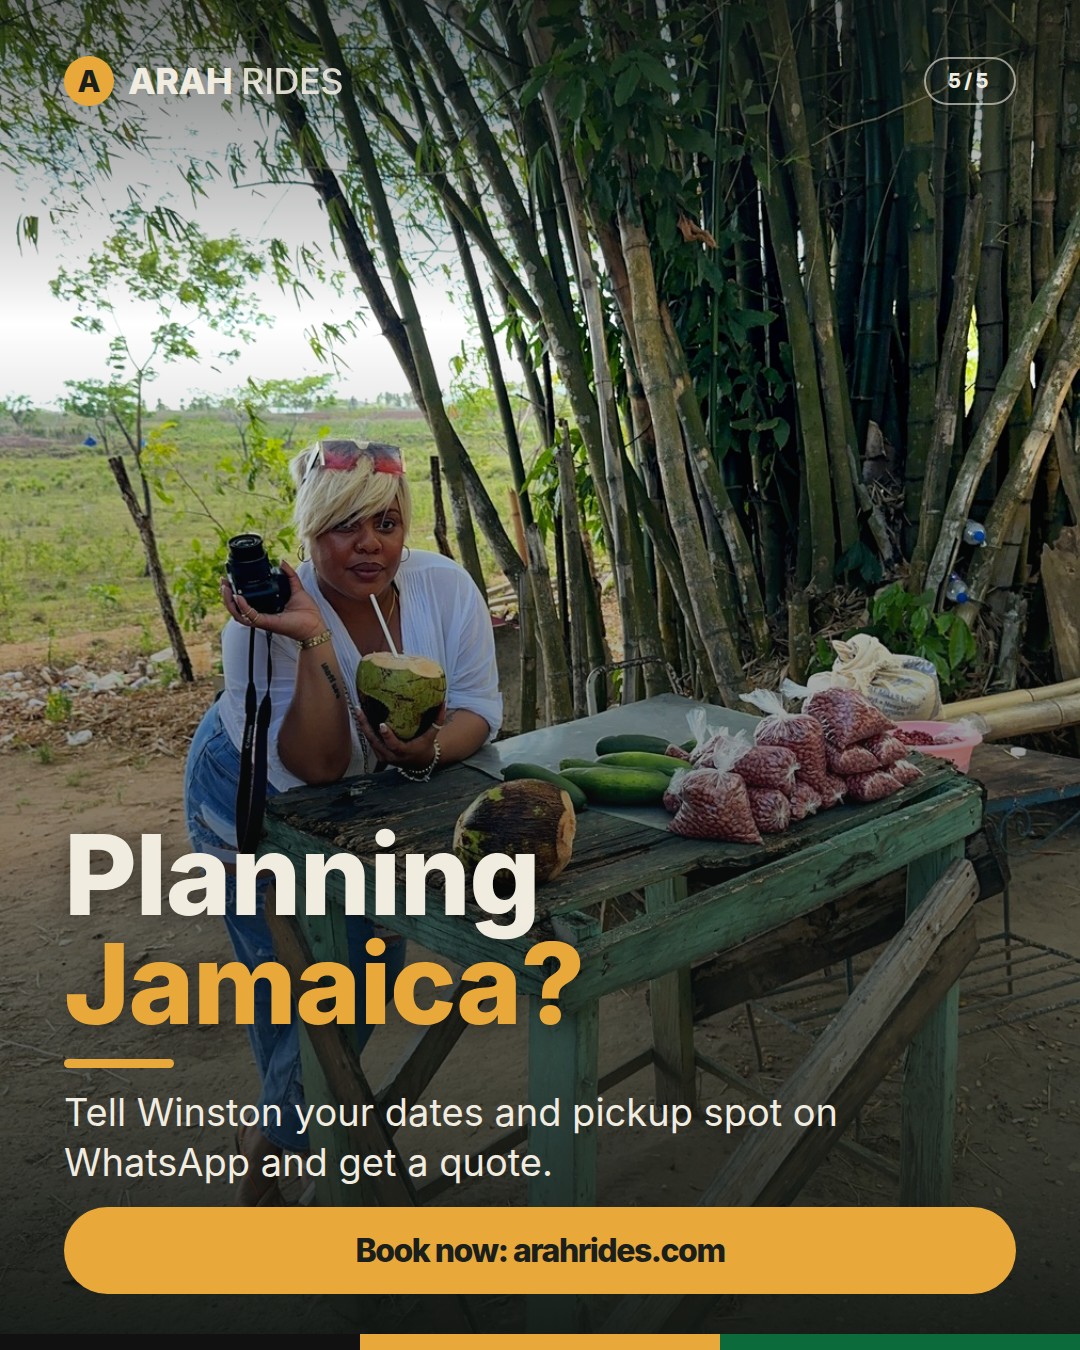 A ARAH RIDES
5/5
Planning
Jamaica?
Tell Winston your dates and pickup spot on
WhatsApp and get a quote.
Book now: arahrides.com